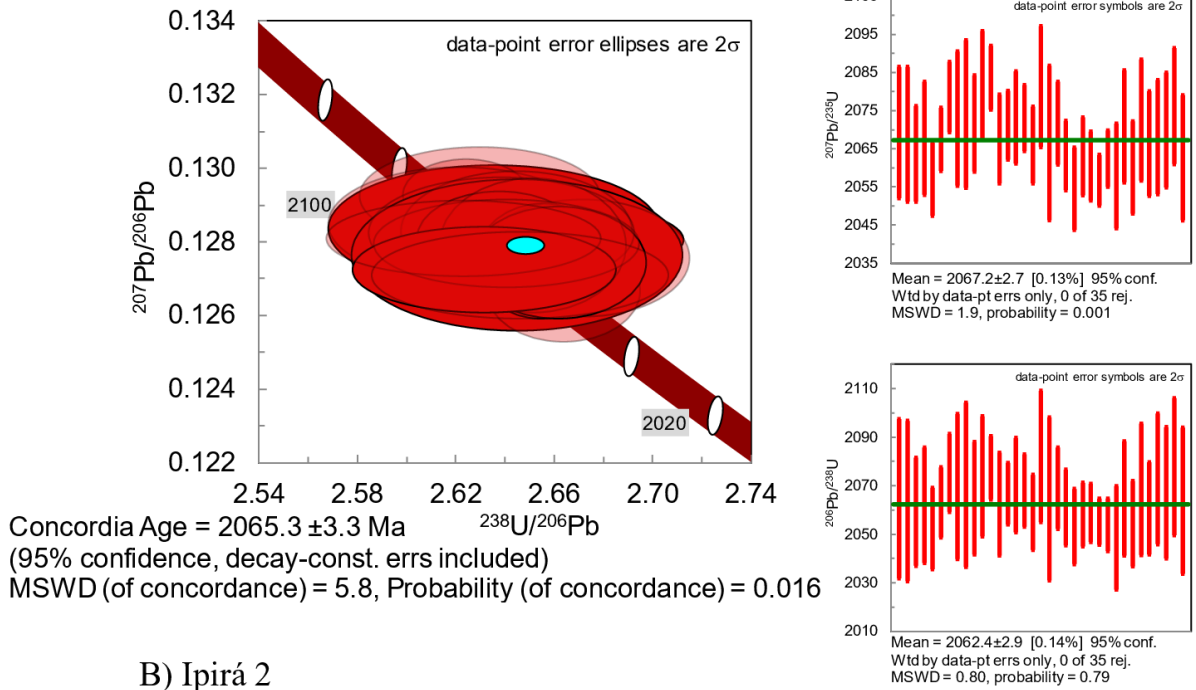 0.134
0.132
0.130
0.128
0.126
0.124
0.122
207Pb/206Pb
data-point error ellipses are 2σ
2100
2020
2.54 2.58 2.62 2.66 2.70 2.74
238U/206Pb
Concordia Age = 2065.3 ±3.3 Ma
(95% confidence, decay-const. errs included)
MSWD (of concordance) = 5.8, Probability (of concordance) = 0.016
B) Ipirá 2
data-point error symbols are 2σ
2095
2085
2075
2065
2055
2045
2035
207Pb/235U
Mean = 2067.2±2.7 [0.13%] 95% conf.
Wtd by data-pt errs only, 0 of 35 rej.
MSWD = 1.9, probability = 0.001
data-point error symbols are 2σ
2110
2090
2070
2050
2030
2010
206Pb/238U
Mean = 2062.4±2.9 [0.14%] 95% conf.
Wtd by data-pt errs only, 0 of 35 rej.
MSWD = 0.80, probability = 0.79